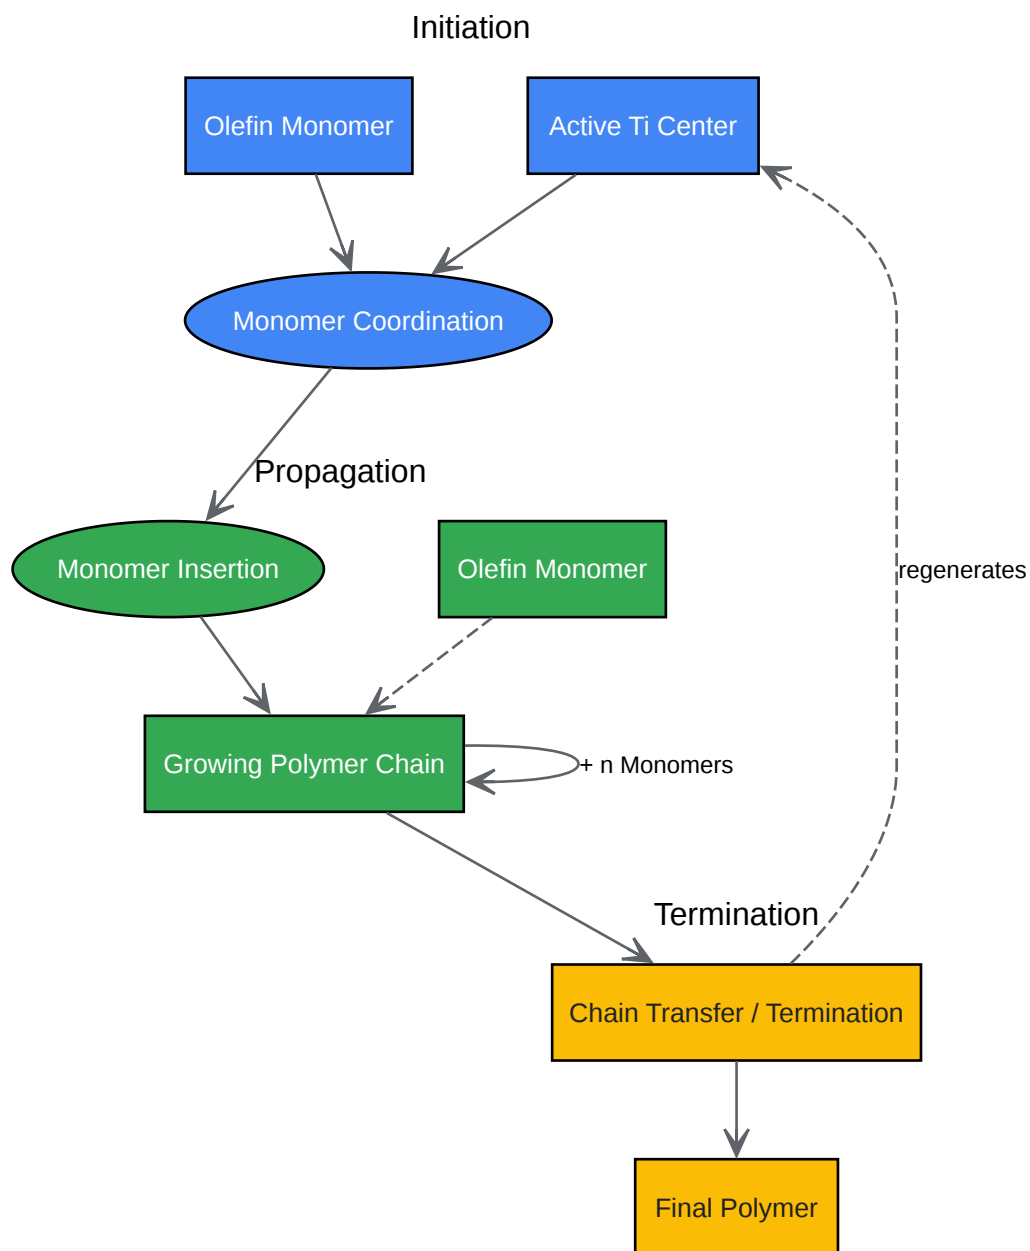 Initiation
Olefin Monomer
Active Ti Center
Monomer Coordination
Propagation
Monomer Insertion
Olefin Monomer
regenerates
Growing Polymer Chain
+ n Monomers
Termination
Chain Transfer / Termination
Final Polymer